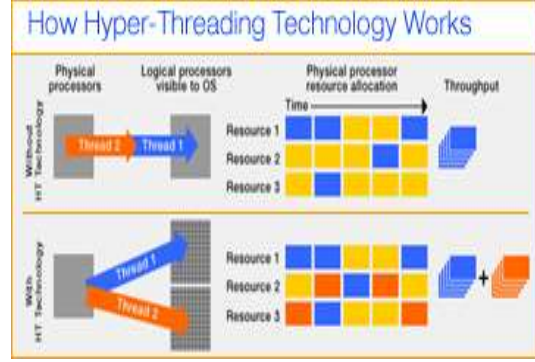 How Hyper-Threading Technology Works
Physical processors
Logical processors visible to OS
Physical processor resource allocation
Throughput
Time
Without HT Technology
Thread 2
Thread 1
Resource 1
Resource 2
Resource 3
With HT Technology
Thread 1
Thread 2
Resource 1
Resource 2
Resource 3
+